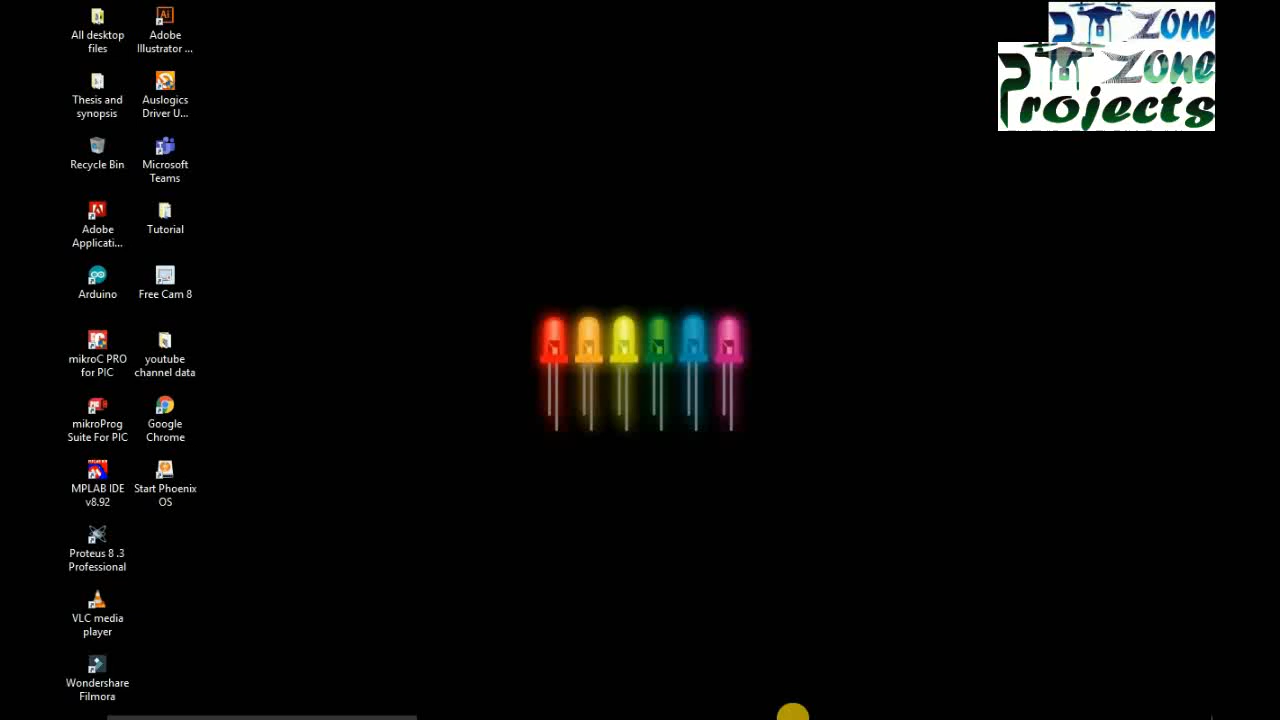 All desktop
files
Adobe
Illustrator ...
Thesis and
synopsis
Auslogics
Driver U...
Recycle Bin
Microsoft
Teams
Adobe
Applicati...
Tutorial
Arduino
Free Cam 8
mikroC PRO
for PIC
youtube
channel data
mikroProg
Suite For PIC
Google
Chrome
MPLAB IDE
v8.92
Start Phoenix
OS
Proteus 8 .3
Professional
VLC media
player
Wondershare
Filmora
Zone
Zone
Projects